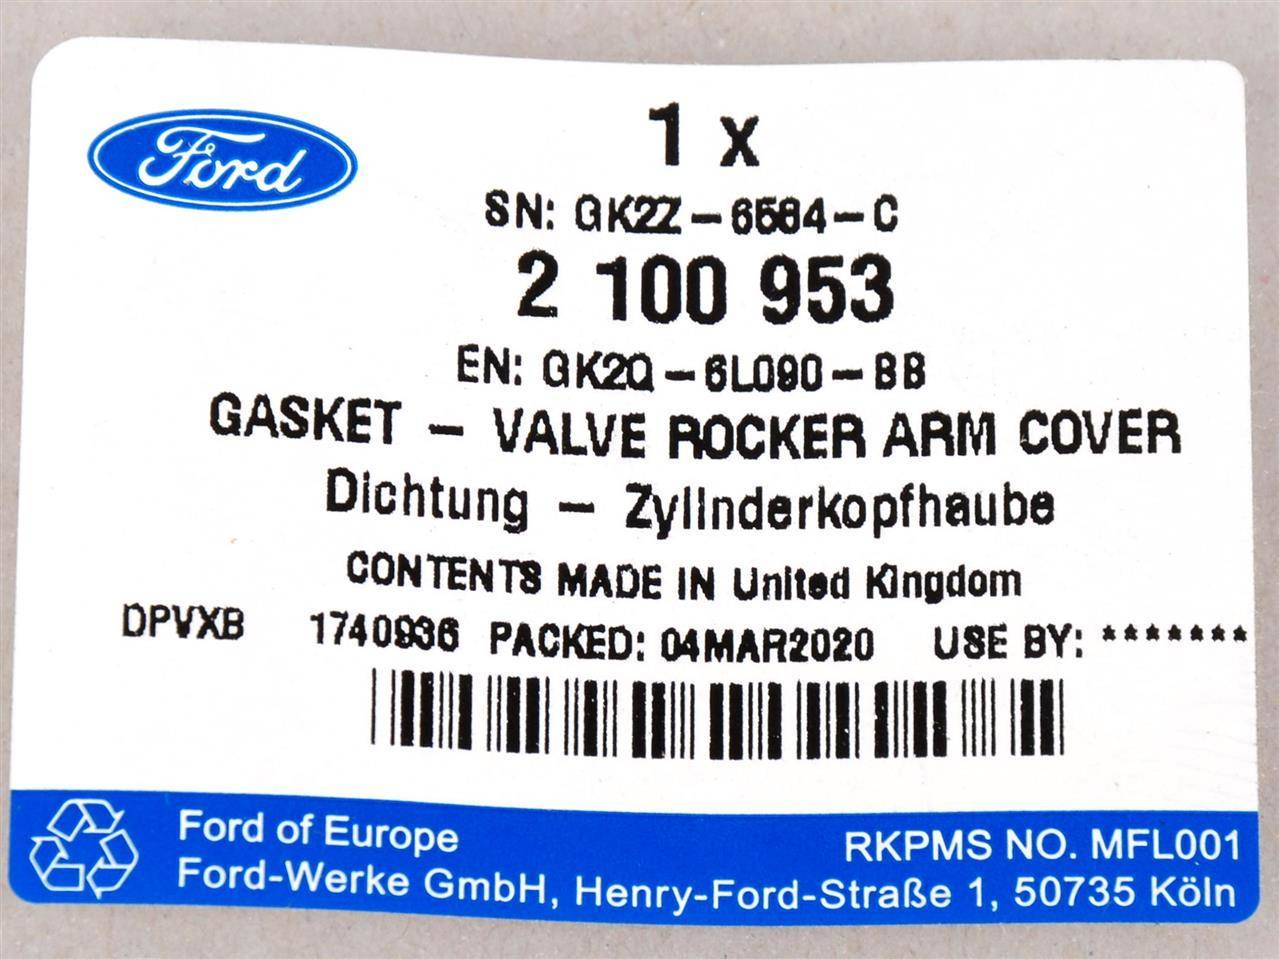 Ford
1 x
SN: GK2Z-6584-C
2 100 953
EN: GK2Q-6L090-BB
GASKET - VALVE ROCKER ARM COVER
Dichtung - Zylinderkopfhaube
CONTENTS MADE IN United Kingdom
DPVXB 1740936 PACKED: 04MAR2020 USE BY: *******
Ford of Europe
Ford-Werke GmbH, Henry-Ford-Straße 1, 50735 Köln
RKPMS NO. MFL001